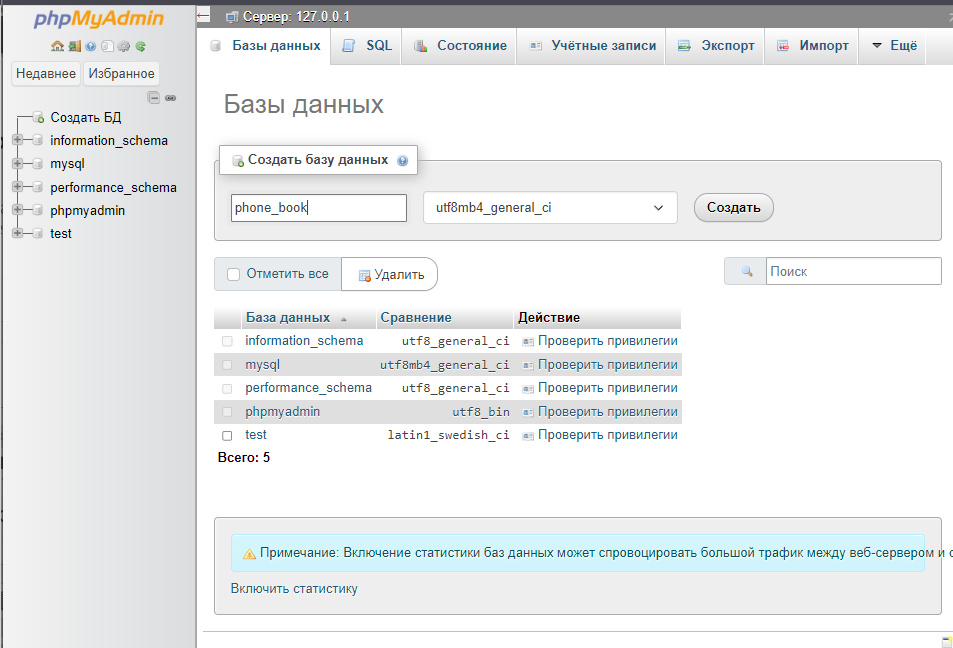 phpMyAdmin
Недавнее Избранное
Создать БД
information_schema
mysql
performance_schema
phpmyadmin
test
Сервер: 127.0.0.1
Базы данных SQL Состояние Учётные записи Экспорт Импорт Ещё
Базы данных
Создать базу данных
phone_book utf8mb4_general_ci Создать
Отметить все Удалить Поиск
База данных Сравнение Действие
information_schema utf8_general_ci Проверить привилегии
mysql utf8mb4_general_ci Проверить привилегии
performance_schema utf8_general_ci Проверить привилегии
phpmyadmin utf8_bin Проверить привилегии
test latin1_swedish_ci Проверить привилегии
Всего: 5
Примечание: Включение статистики баз данных может спровоцировать большой трафик между веб-сервером и
Включить статистику